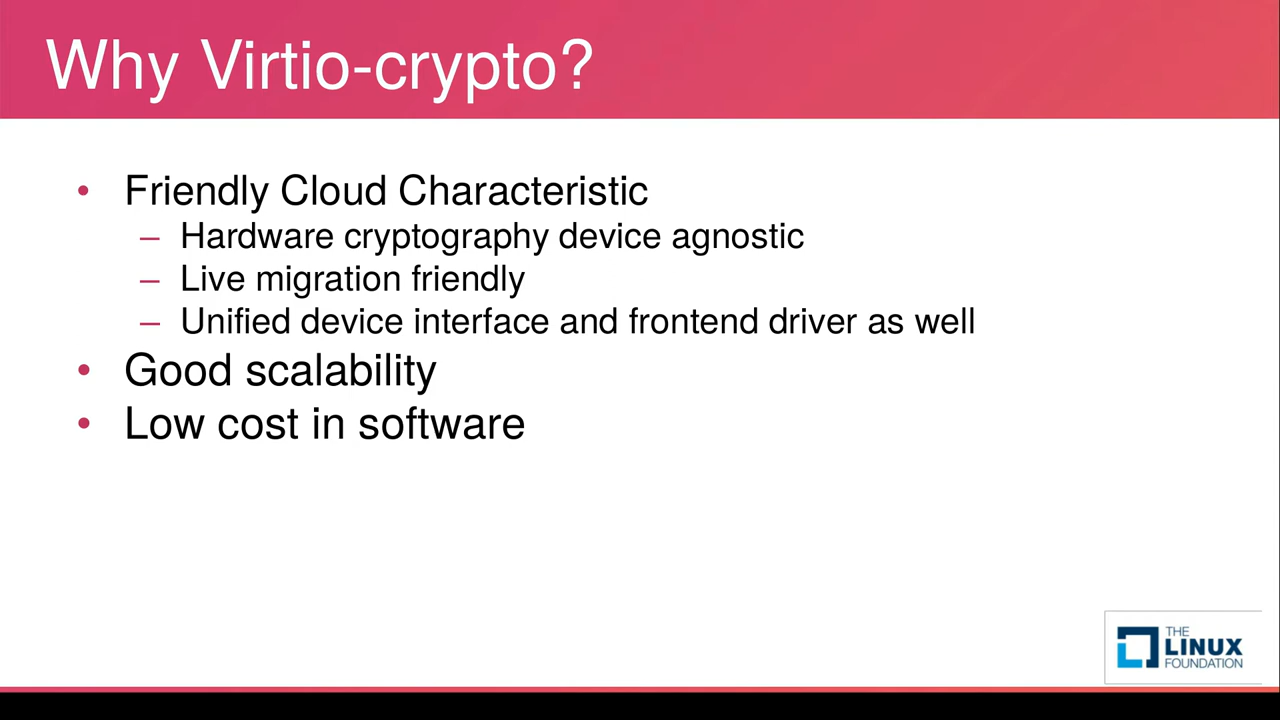 Why Virtio-crypto?
• Friendly Cloud Characteristic
– Hardware cryptography device agnostic
– Live migration friendly
– Unified device interface and frontend driver as well
• Good scalability
• Low cost in software
THE
LINUX
FOUNDATION